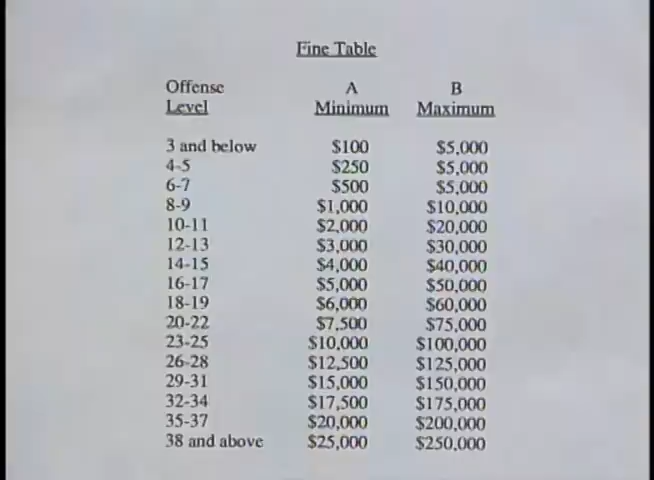 Fine Table
Offense A B
Level Minimum Maximum
3 and below $100 $5,000
4-5 $250 $5,000
6-7 $500 $5,000
8-9 $1,000 $10,000
10-11 $2,000 $20,000
12-13 $3,000 $30,000
14-15 $4,000 $40,000
16-17 $5,000 $50,000
18-19 $6,000 $60,000
20-22 $7,500 $75,000
23-25 $10,000 $100,000
26-28 $12,500 $125,000
29-31 $15,000 $150,000
32-34 $17,500 $175,000
35-37 $20,000 $200,000
38 and above $25,000 $250,000